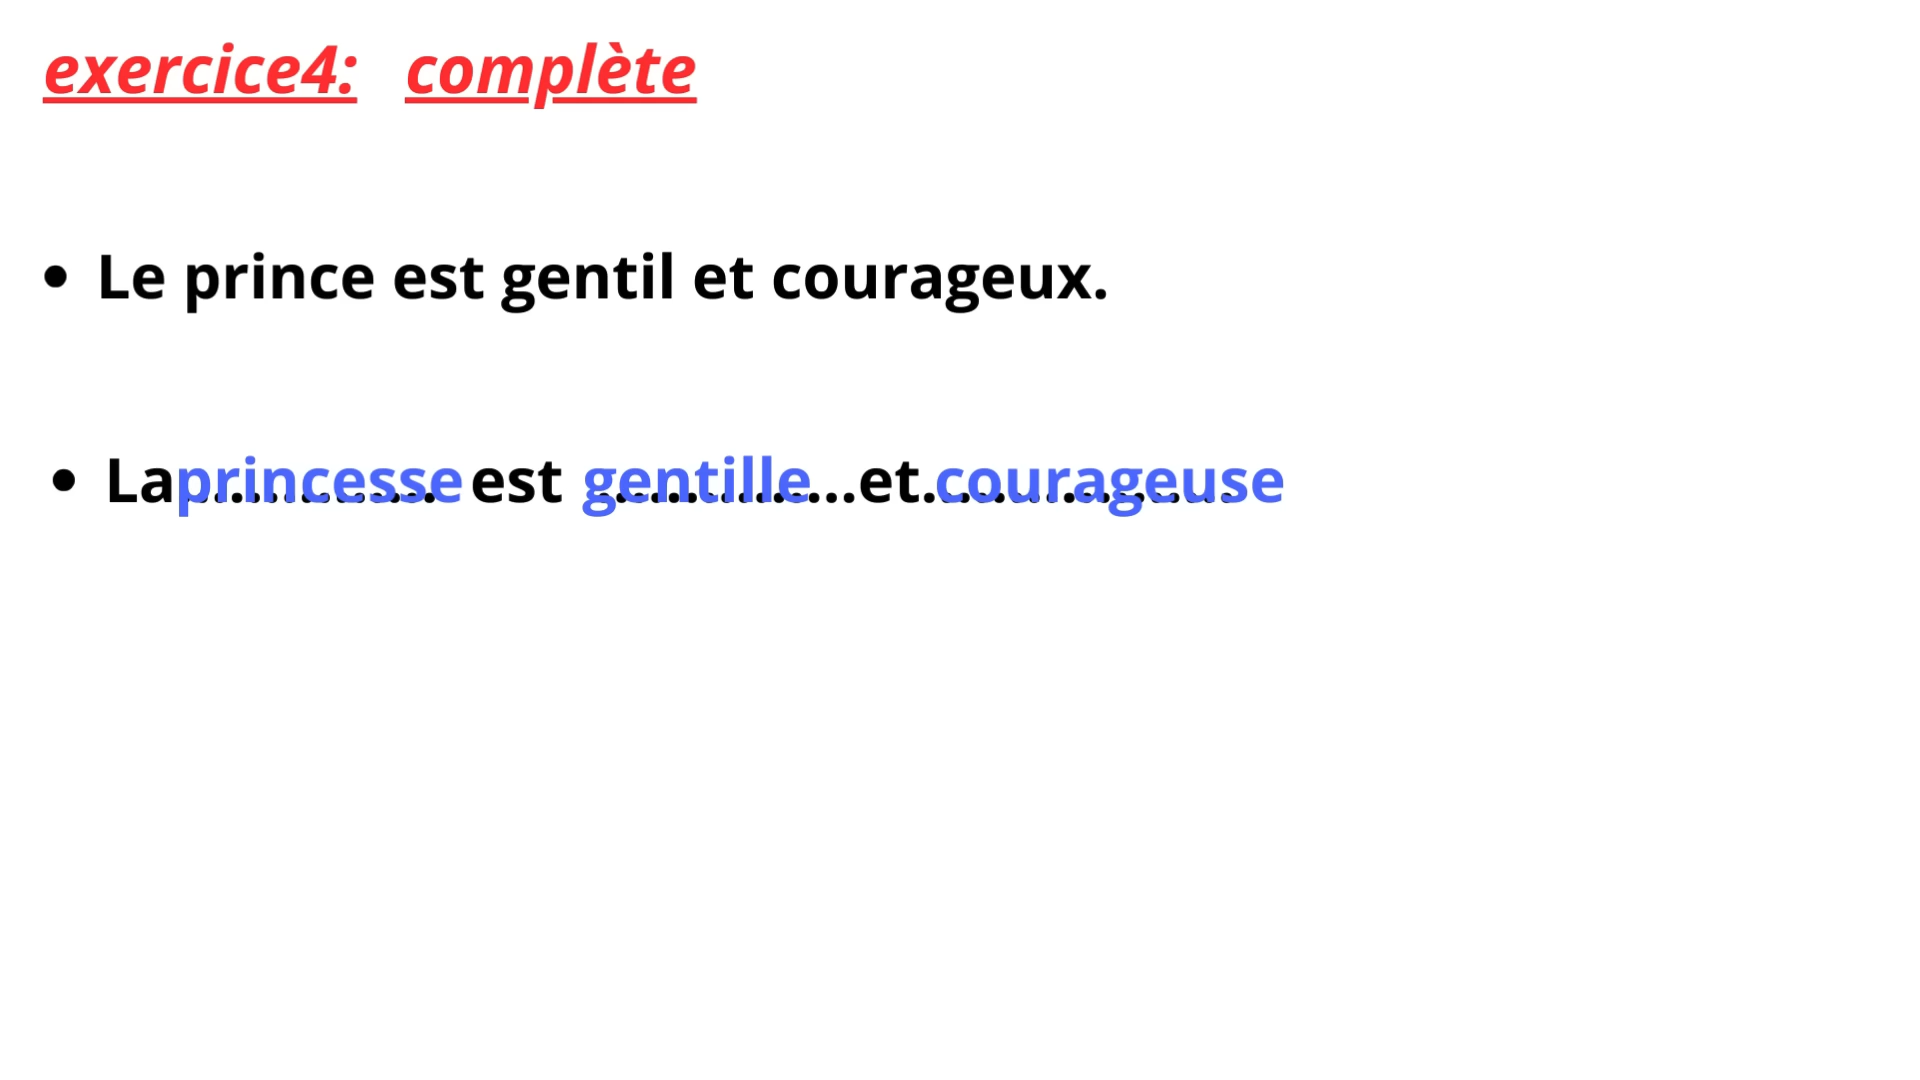 exercice4: complète
• Le prince est gentil et courageux.
• La princesse est gentille...et courageuse